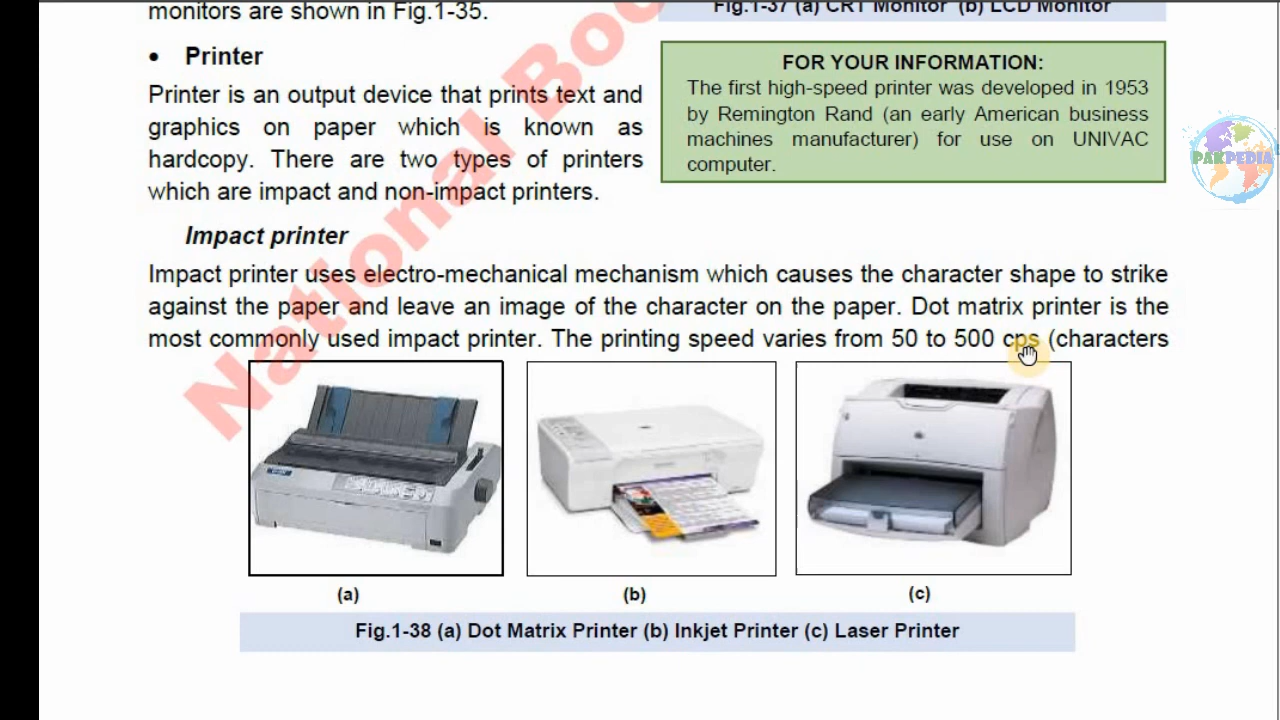 monitors are shown in Fig.1-35.
Fig.1-37 (a) CRT Monitor (b) LCD Monitor
• Printer
Printer is an output device that prints text and
graphics on paper which is known as
hardcopy. There are two types of printers
which are impact and non-impact printers.
FOR YOUR INFORMATION:
The first high-speed printer was developed in 1953
by Remington Rand (an early American business
machines manufacturer) for use on UNIVAC
computer.
PAKPEDIA
National Boo
Impact printer
Impact printer uses electro-mechanical mechanism which causes the character shape to strike
against the paper and leave an image of the character on the paper. Dot matrix printer is the
most commonly used impact printer. The printing speed varies from 50 to 500 cps (characters
(a)
(b)
(c)
Fig.1-38 (a) Dot Matrix Printer (b) Inkjet Printer (c) Laser Printer